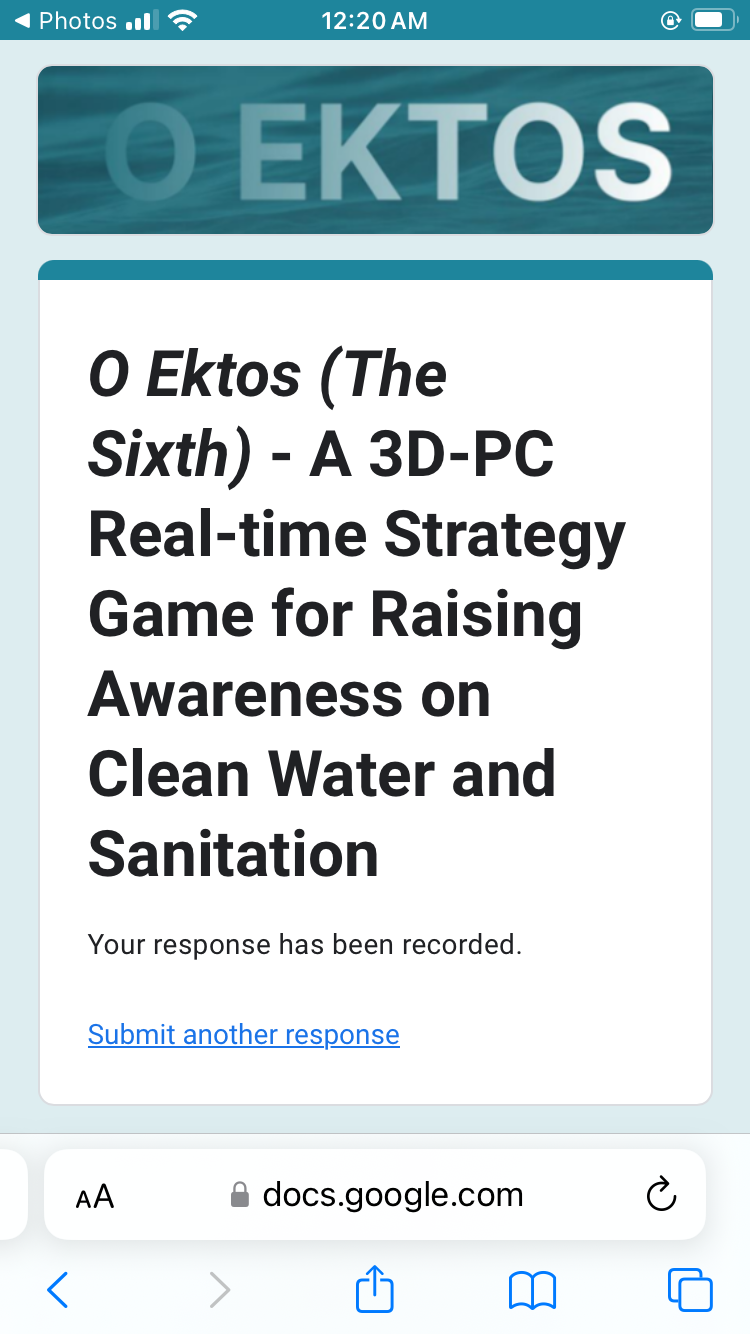 Photos 12:20 AM
O EKTOS
O Ektos (The
Sixth) - A 3D-PC
Real-time Strategy
Game for Raising
Awareness on
Clean Water and
Sanitation
Your response has been recorded.
Submit another response
AA docs.google.com